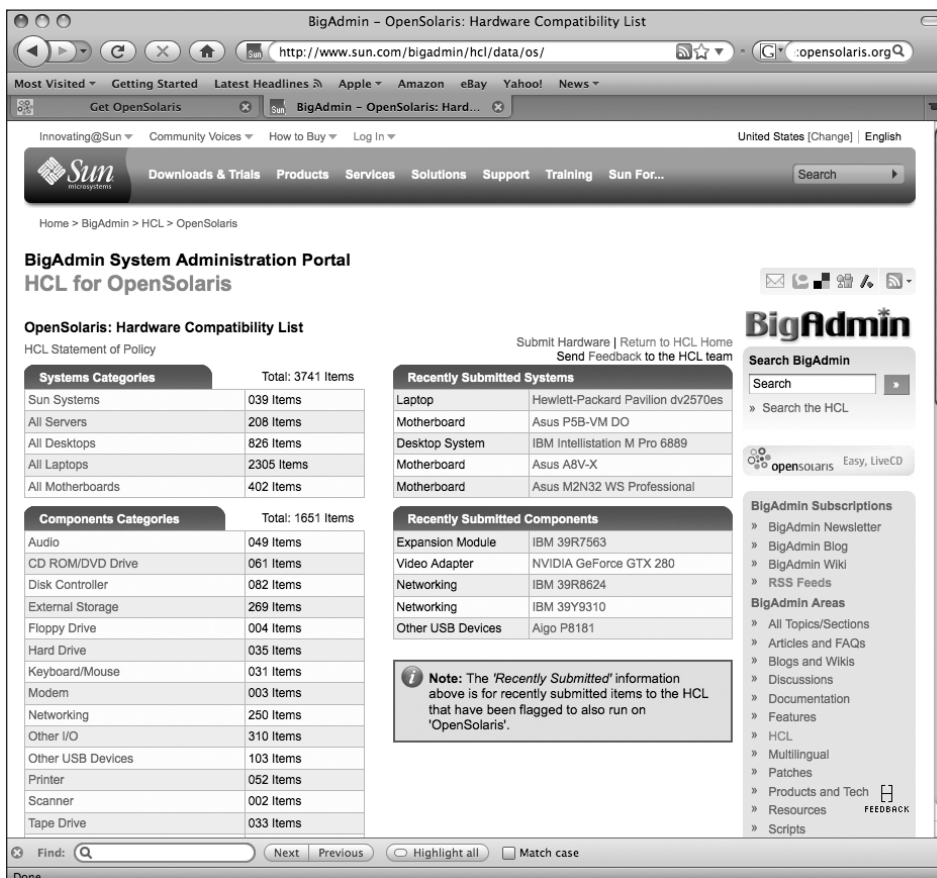 BigAdmin – OpenSolaris: Hardware Compatibility List
Sun http://www.sun.com/bigadmin/hcl/data/os/ G :opensolaris.org
Most Visited Getting Started Latest Headlines Apple Amazon eBay Yahoo! News
Get OpenSolaris Sun BigAdmin – OpenSolaris: Hard...
Innovating@Sun Community Voices How to Buy Log In United States [Change] English
Sun microsystems Downloads & Trials Products Services Solutions Support Training Sun For... Search
Home > BigAdmin > HCL > OpenSolaris
BigAdmin System Administration Portal
HCL for OpenSolaris
OpenSolaris: Hardware Compatibility List
HCL Statement of Policy
Submit Hardware | Return to HCL Home
Send Feedback to the HCL team
Systems Categories Total: 3741 Items
Sun Systems 039 Items
All Servers 208 Items
All Desktops 826 Items
All Laptops 2305 Items
All Motherboards 402 Items
Components Categories Total: 1651 Items
Audio 049 Items
CD ROM/DVD Drive 061 Items
Disk Controller 082 Items
External Storage 269 Items
Floppy Drive 004 Items
Hard Drive 035 Items
Keyboard/Mouse 031 Items
Modem 003 Items
Networking 250 Items
Other I/O 310 Items
Other USB Devices 103 Items
Printer 052 Items
Scanner 002 Items
Tape Drive 033 Items
Recently Submitted Systems
Laptop Hewlett-Packard Pavilion dv2570es
Motherboard Asus P5B-VM DO
Desktop System IBM Intellistation M Pro 6889
Motherboard Asus A8V-X
Motherboard Asus M2N32 WS Professional
Recently Submitted Components
Expansion Module IBM 39R7563
Video Adapter NVIDIA GeForce GTX 280
Networking IBM 39R8624
Networking IBM 39Y9310
Other USB Devices Aigo P8181
Note: The 'Recently Submitted' information
above is for recently submitted items to the HCL
that have been flagged to also run on
'OpenSolaris'.
BigAdmin
Search BigAdmin
Search »
» Search the HCL
opensolaris Easy, LiveCD
BigAdmin Subscriptions
» BigAdmin Newsletter
» BigAdmin Blog
» BigAdmin Wiki
» RSS Feeds
BigAdmin Areas
» All Topics/Sections
» Articles and FAQs
» Blogs and Wikis
» Discussions
» Documentation
» Features
» HCL
» Multilingual
» Patches
» Products and Tech
» Resources
» Scripts
FEEDBACK
Find: Next Previous Highlight all Match case
Done